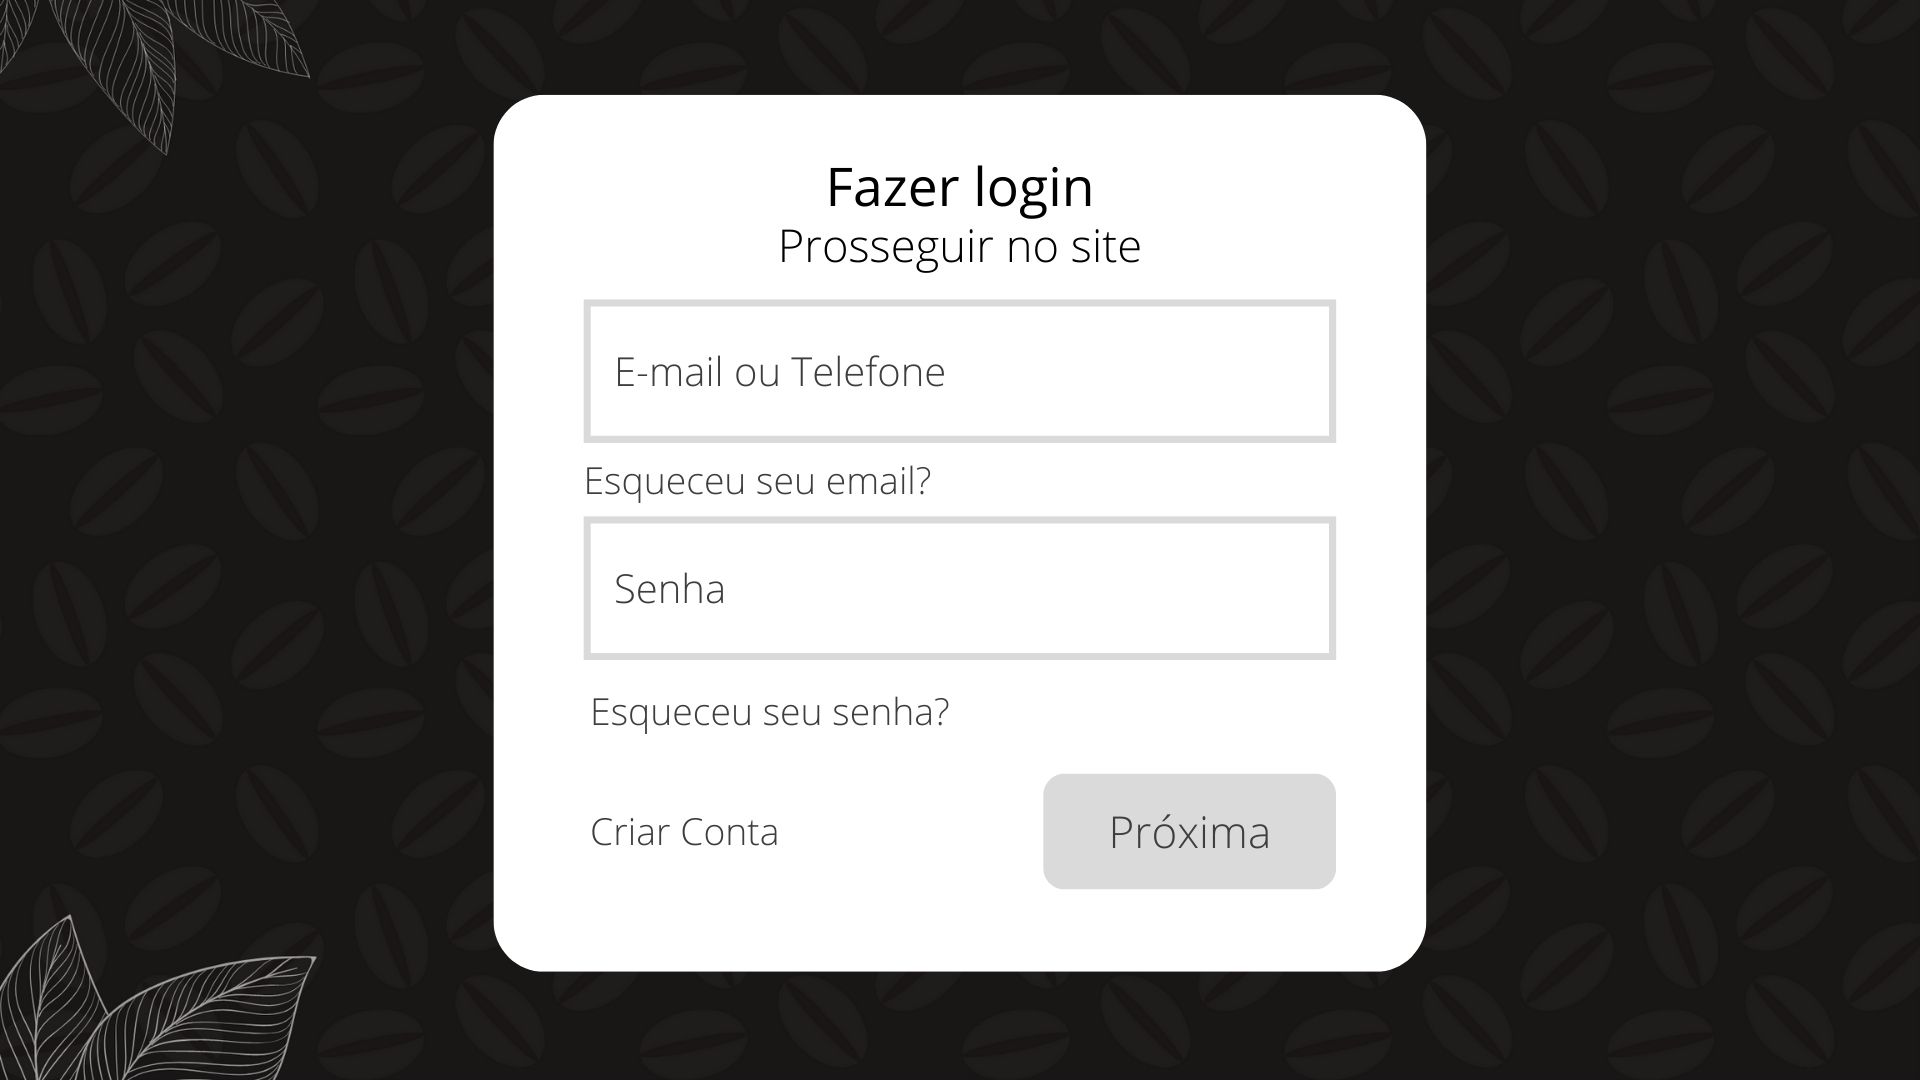 Fazer login
Prosseguir no site
E-mail ou Telefone
Esqueceu seu email?
Senha
Esqueceu seu senha?
Criar Conta
Próxima